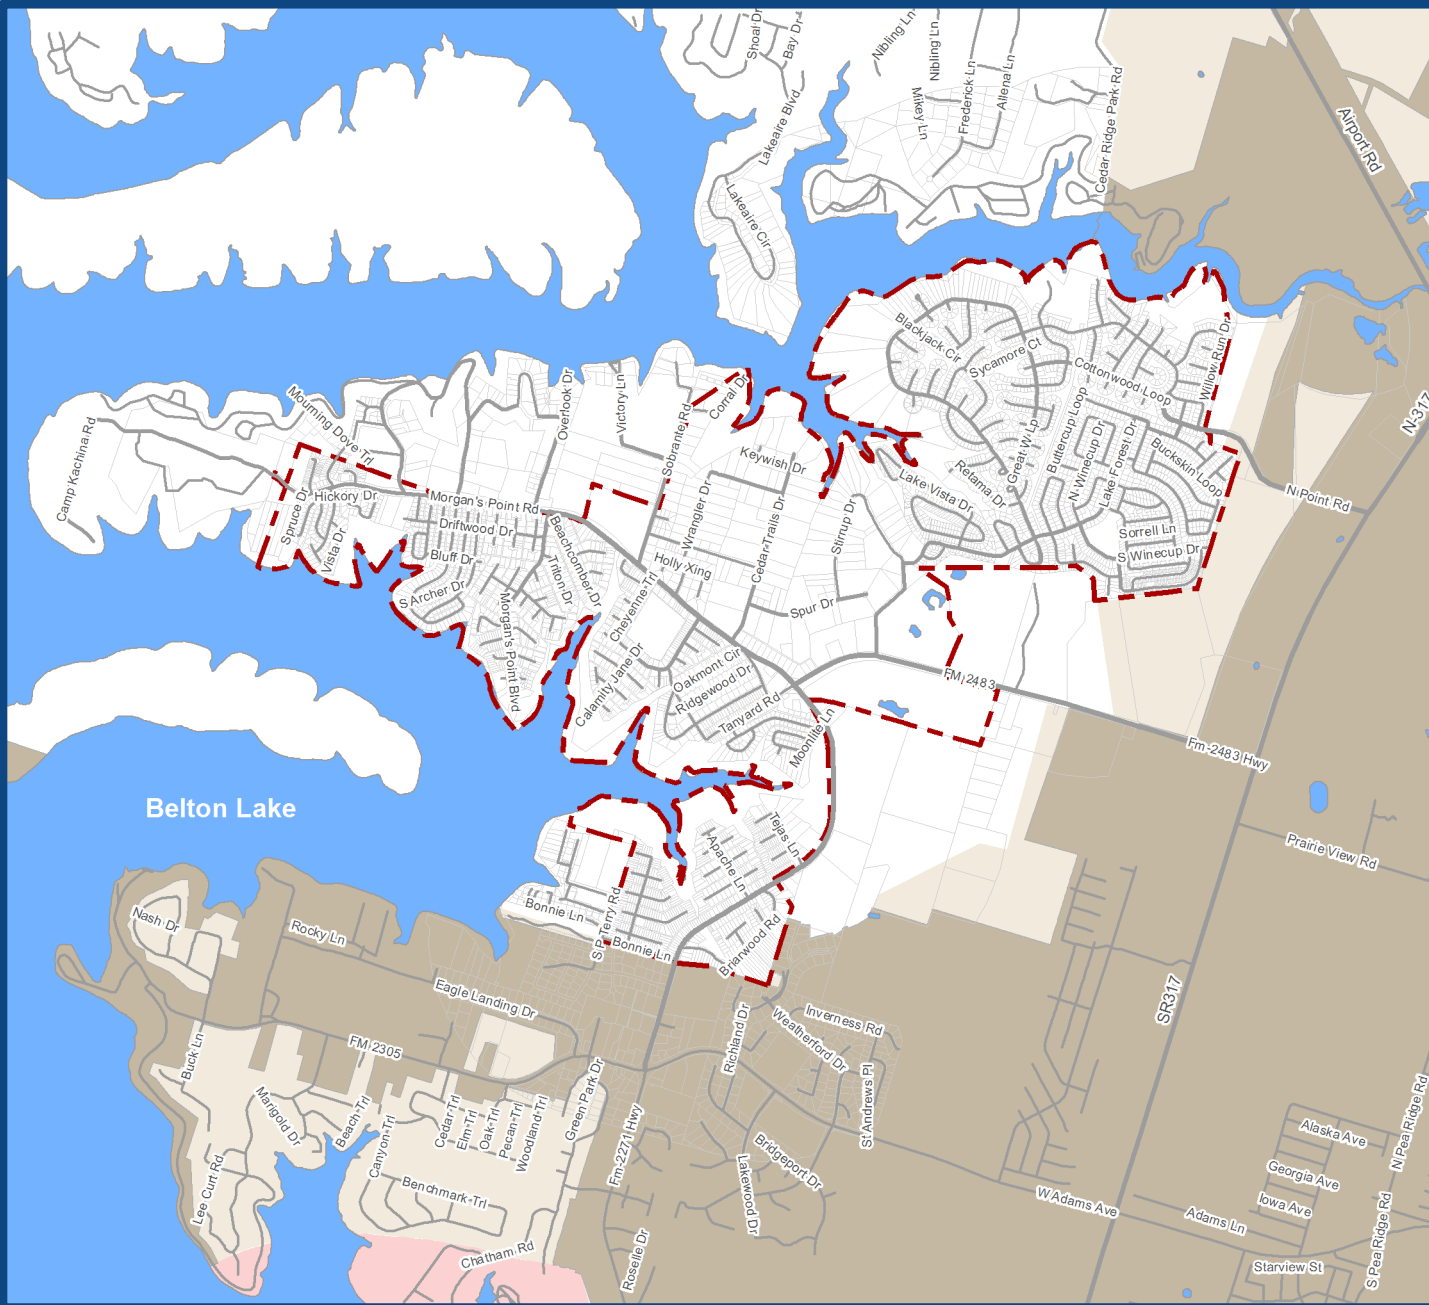 Shoal Dr
Bay Dr
Nibling Ln
Nibling Ln
Mikey Ln
Frederick Ln
Allena Ln
Cedar Ridge Park Rd
Airport Rd
Lakeaire Blvd
Lakeaire Cir
Blackjack Cir
Sycamore Ct
Cottonwood Loop
Willow Run Dr
N-317
Mourning Dove Trl
Overlook Dr
Victory Ln
Corral Dr
Sobrante Rd
Camp Kachina Rd
Keywish Dr
Great W Lp
Buttercup Loop
N Winecup Dr
Lake Forest Dr
Buckskin Loop
Retama Dr
Lake Vista Dr
N Point Rd
Hickory Dr
Spruce Dr
Vista Dr
Morgan's Point Rd
Driftwood Dr
Bluff Dr
Beachcomber Dr
Triton Dr
Wrangler Dr
Cedar Trails Dr
Stirrup Dr
Sorrell Ln
S Winecup Dr
Holly Xing
Cheyenne Trl
S Archer Dr
Morgan's Point Blvd
Spur Dr
Calamity Jane Dr
Oakmont Cir
Ridgewood Dr
Tanyard Rd
Moonlite Ln
FM 2483
Fm-2483 Hwy
Belton Lake
Tejas Ln
Apache Ln
Prairie View Rd
Nash Dr
Rocky Ln
Bonnie Ln
S P Terry Rd
Bonnie Ln
Briarwood Rd
Eagle Landing Dr
SR317
Richland Dr
Inverness Rd
Weatherford Dr
Buck Ln
FM 2305
St Andrews Pl
Marigold Dr
Beach Trl
Canyon Trl
Cedar Trl
Elm Trl
Oak Trl
Pecan Trl
Woodland Trl
Green Park Dr
Fm-2271 Hwy
Bridgeport Dr
Lakewood Dr
Alaska Ave
N Pea Ridge Rd
Georgia Ave
Iowa Ave
Lee Curt Rd
Benchmark Trl
W Adams Ave
Adams Ln
S Pea Ridge Rd
Chatham Rd
Roselle Dr
Starview St